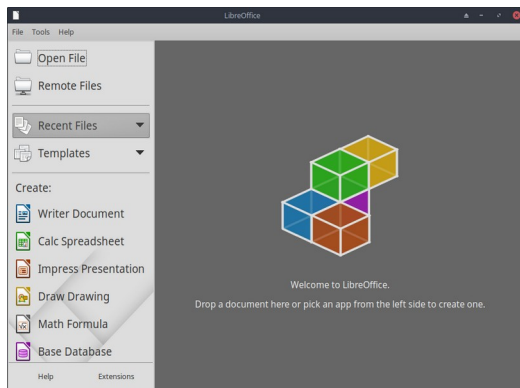 LibreOffice
File Tools Help
Open File
Remote Files
Recent Files
Templates
Create:
Writer Document
Calc Spreadsheet
Impress Presentation
Draw Drawing
Math Formula
Base Database
Help Extensions
Welcome to LibreOffice.
Drop a document here or pick an app from the left side to create one.